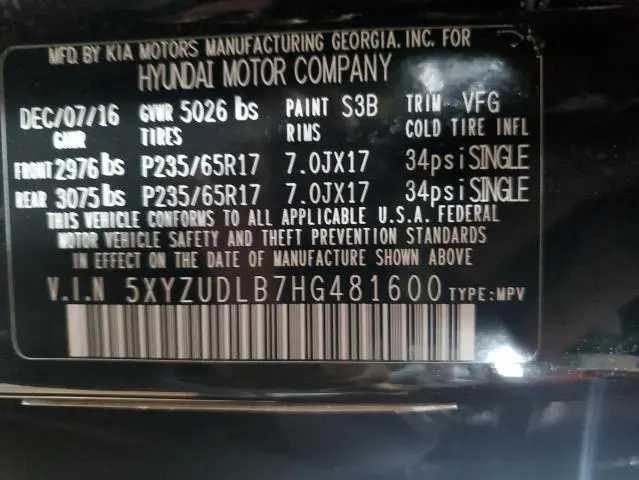 MFD. BY KIA MOTORS MANUFACTURING GEORGIA. INC. FOR
HYUNDAI MOTOR COMPANY
DEC/07/16 GVWR 5026 lbs PAINT S3B TRIM VFG
GAWR TIRES RIMS COLD TIRE INFL
FRONT 2976 lbs P235/65R17 7.0JX17 34psi SINGLE
REAR 3075 lbs P235/65R17 7.0JX17 34psi SINGLE
THIS VEHICLE CONFORMS TO ALL APPLICABLE U.S.A. FEDERAL
MOTOR VEHICLE SAFETY AND THEFT PREVENTION STANDARDS
IN EFFECT ON THE DATE OF MANUFACTURE SHOWN ABOVE
V.I.N 5XYZUDLB7HG481600 TYPE:MPV